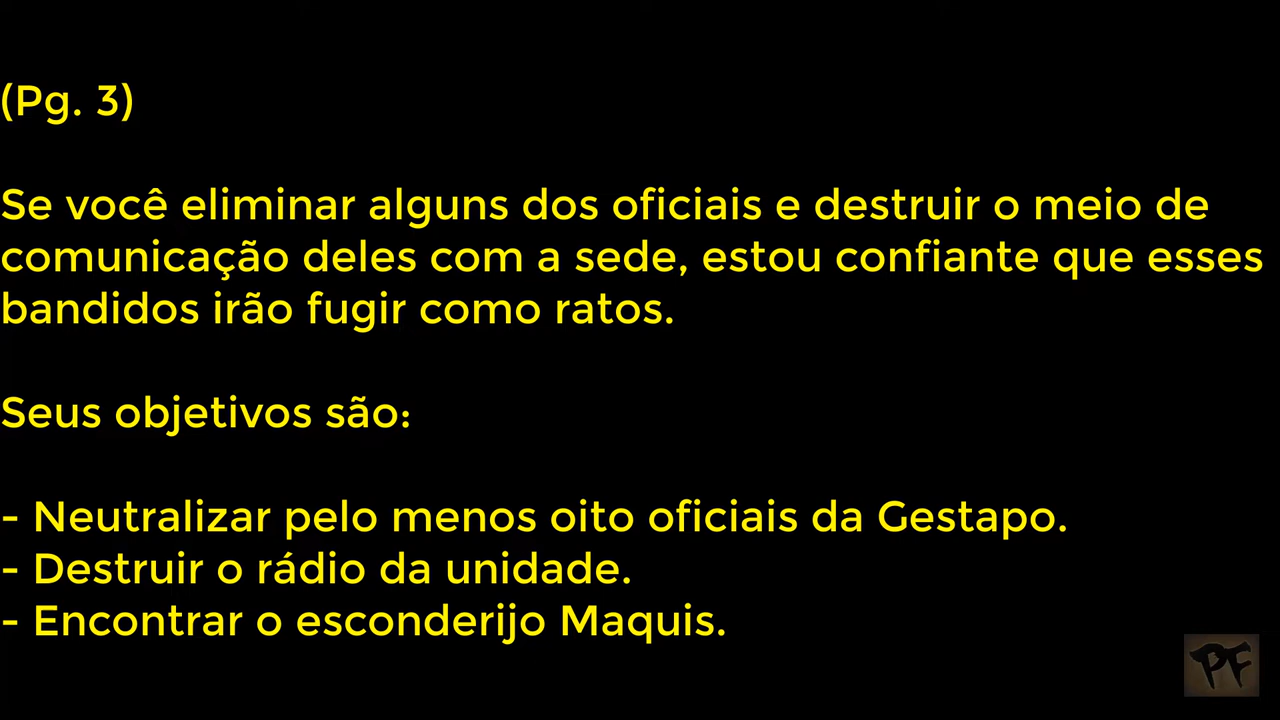 (Pg. 3)
Se você eliminar alguns dos oficiais e destruir o meio de
comunicação deles com a sede, estou confiante que esses
bandidos irão fugir como ratos.
Seus objetivos são:
- Neutralizar pelo menos oito oficiais da Gestapo.
- Destruir o rádio da unidade.
- Encontrar o esconderijo Maquis.
PF